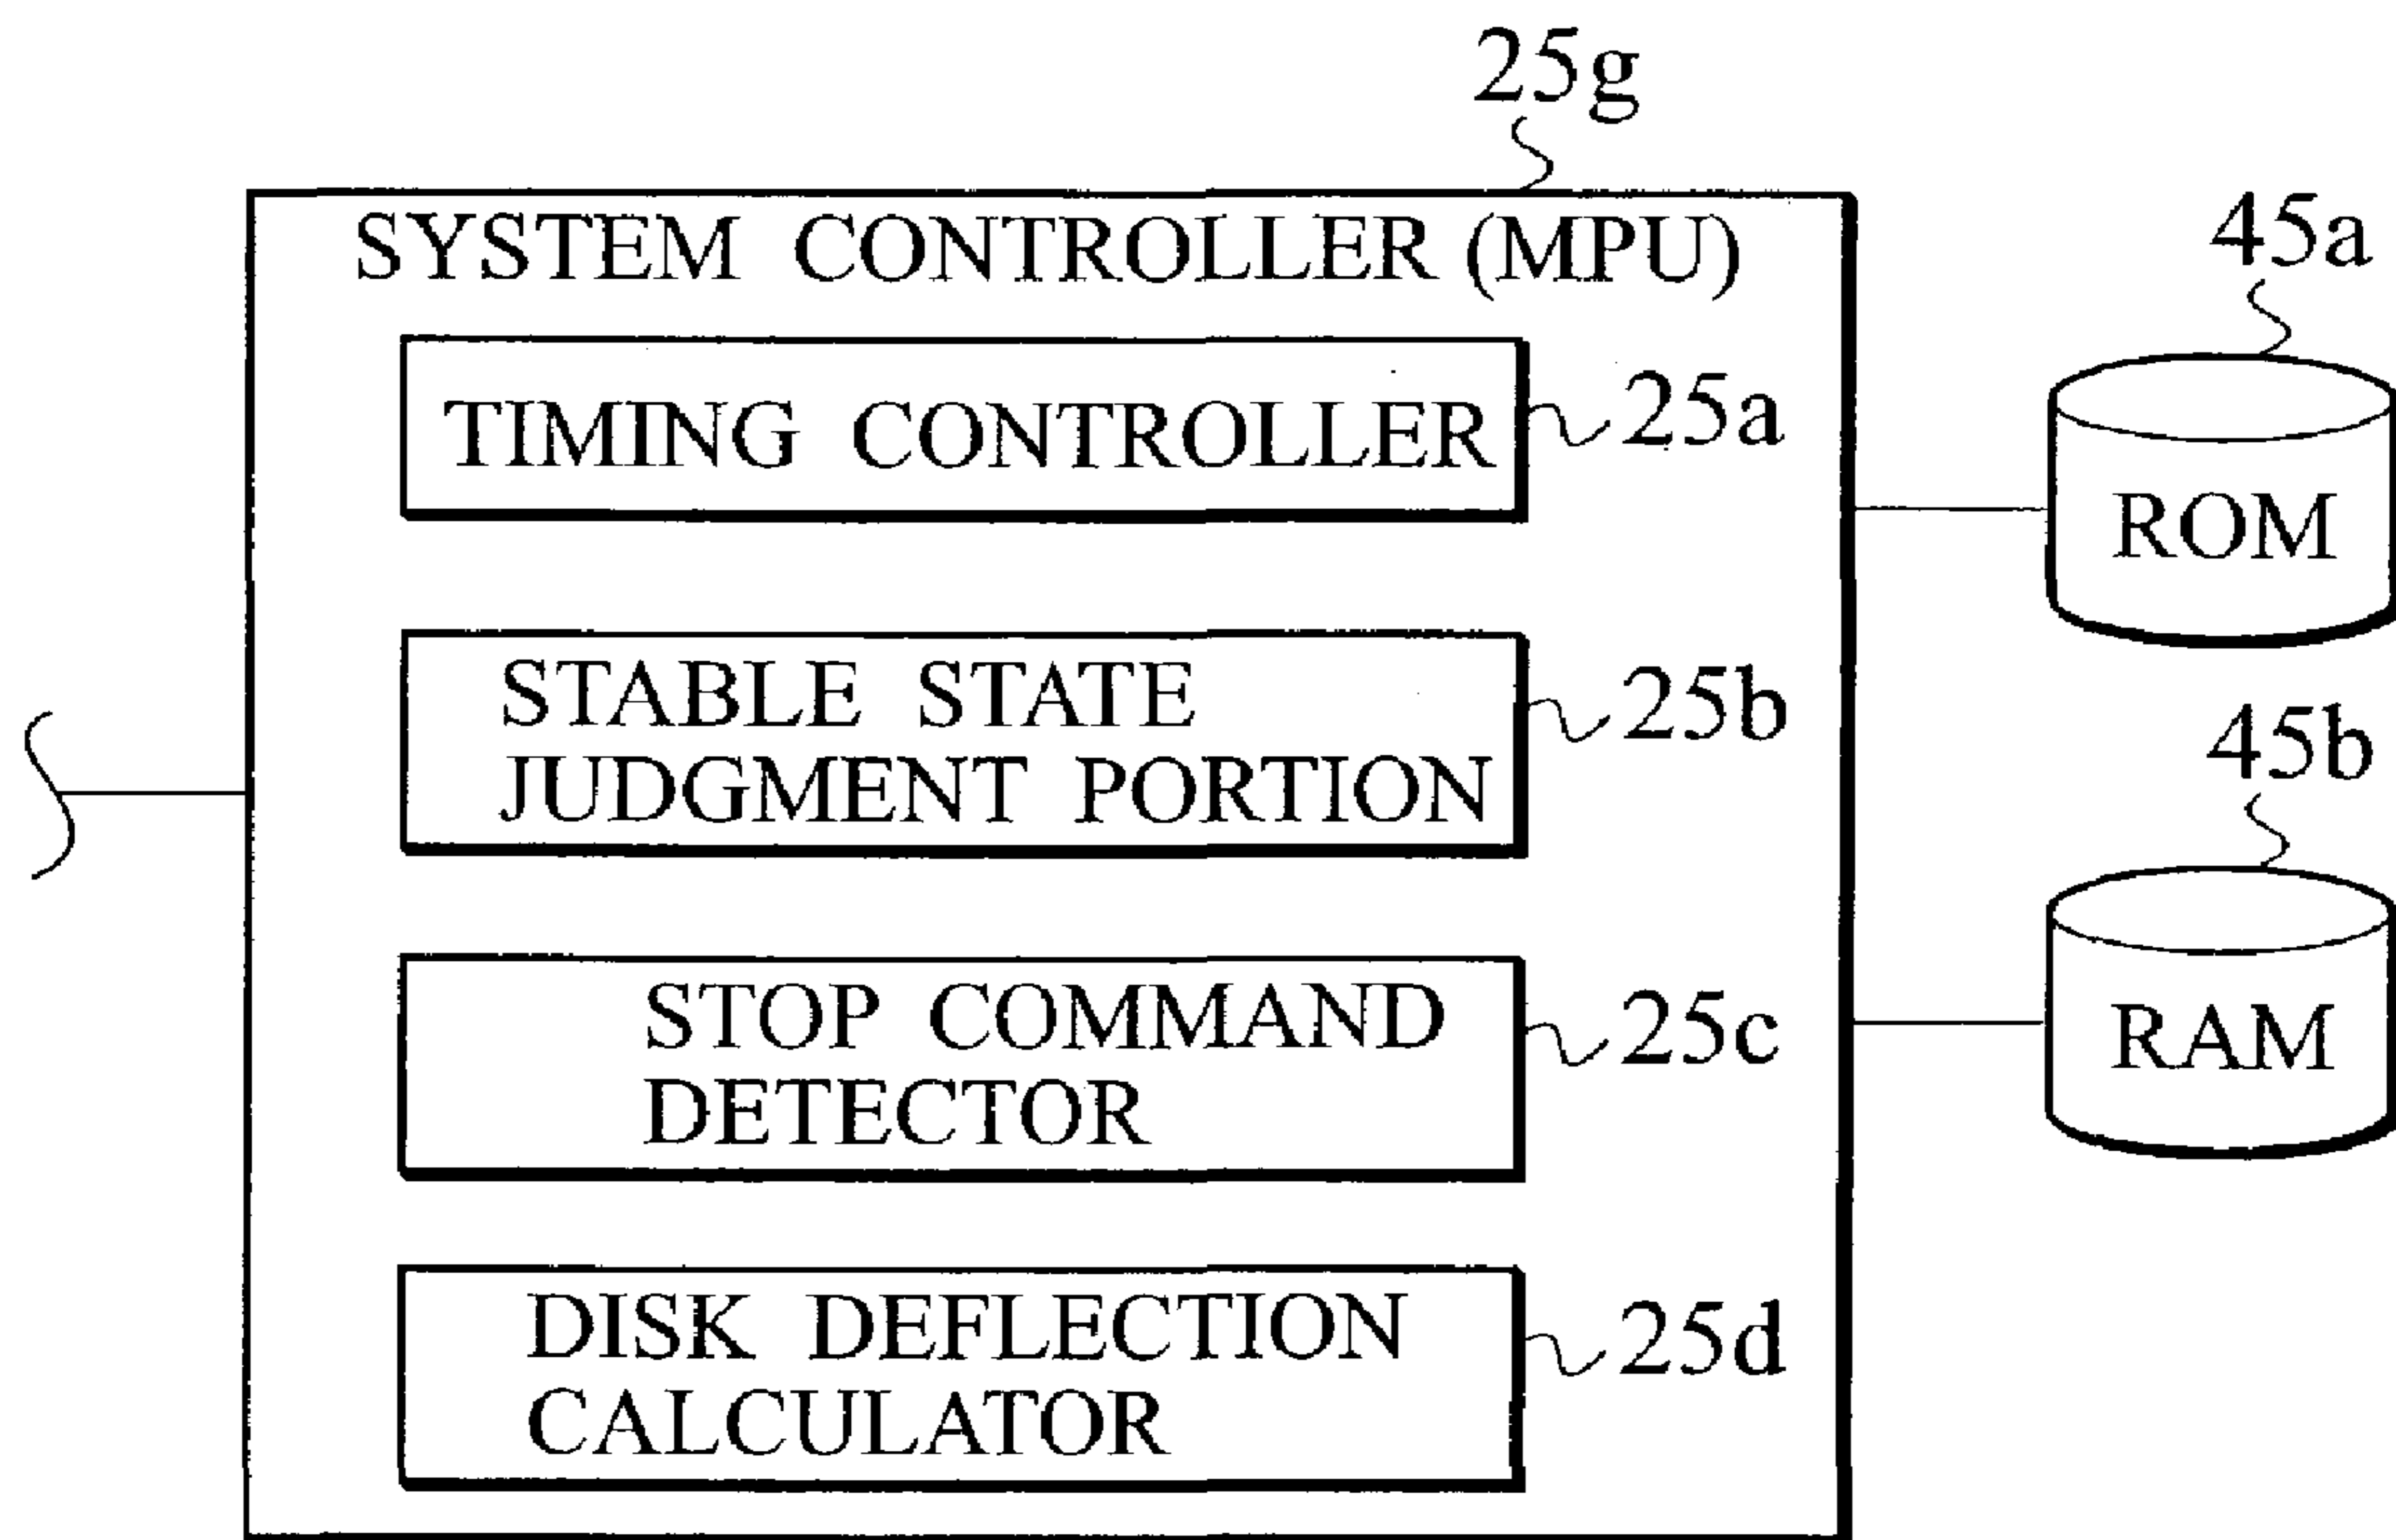 25g
SYSTEM CONTROLLER (MPU)
45a
TIMING CONTROLLER
25a
ROM
STABLE STATE
JUDGMENT PORTION
25b
45b
STOP COMMAND
DETECTOR
25c
RAM
DISK DEFLECTION
CALCULATOR
25d